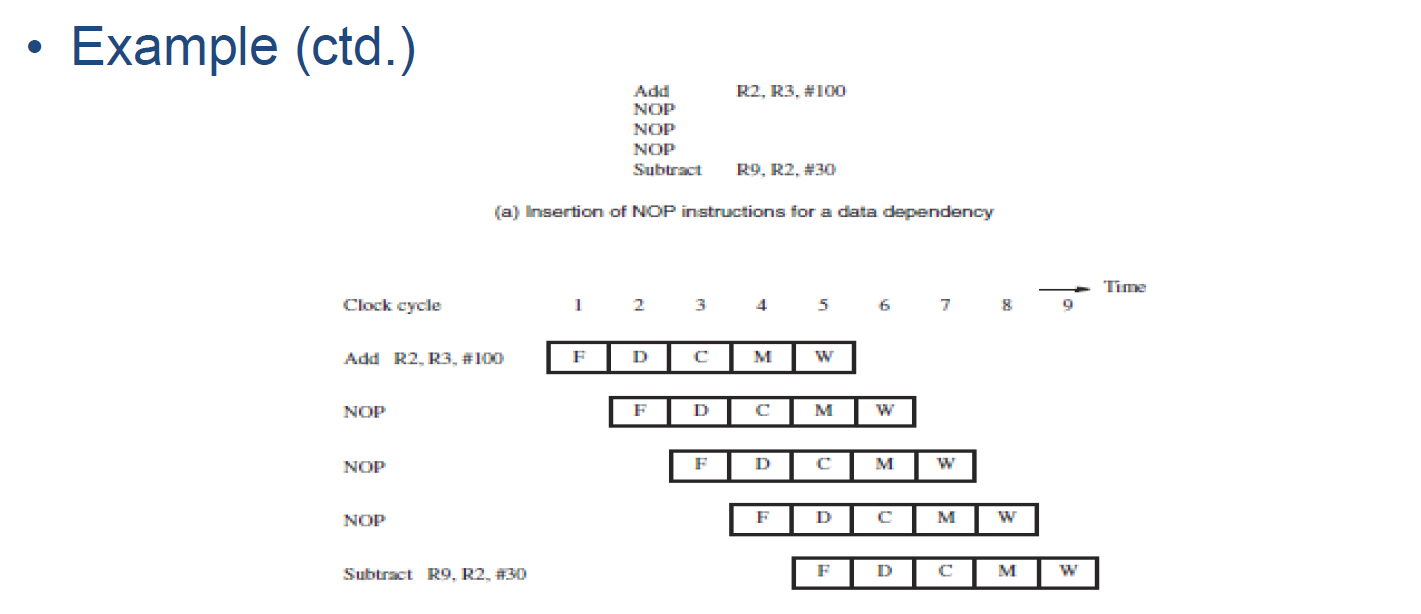 • Example (ctd.)
Add R2, R3, #100
NOP
NOP
NOP
Subtract R9, R2, #30
(a) Insertion of NOP instructions for a data dependency
Time
Clock cycle 1 2 3 4 5 6 7 8 9
Add R2, R3, #100 F D C M W
NOP F D C M W
NOP F D C M W
NOP F D C M W
Subtract R9, R2, #30 F D C M W